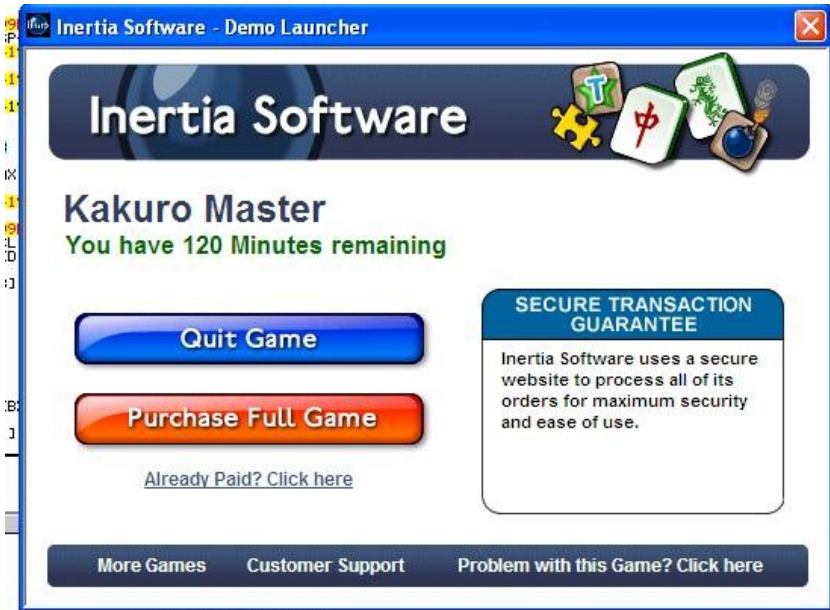 Inertia Software - Demo Launcher
Inertia Software
T
中
Kakuro Master
You have 120 Minutes remaining
Quit Game
Purchase Full Game
Already Paid? Click here
SECURE TRANSACTION
GUARANTEE
Inertia Software uses a secure
website to process all of its
orders for maximum security
and ease of use.
More Games
Customer Support
Problem with this Game? Click here